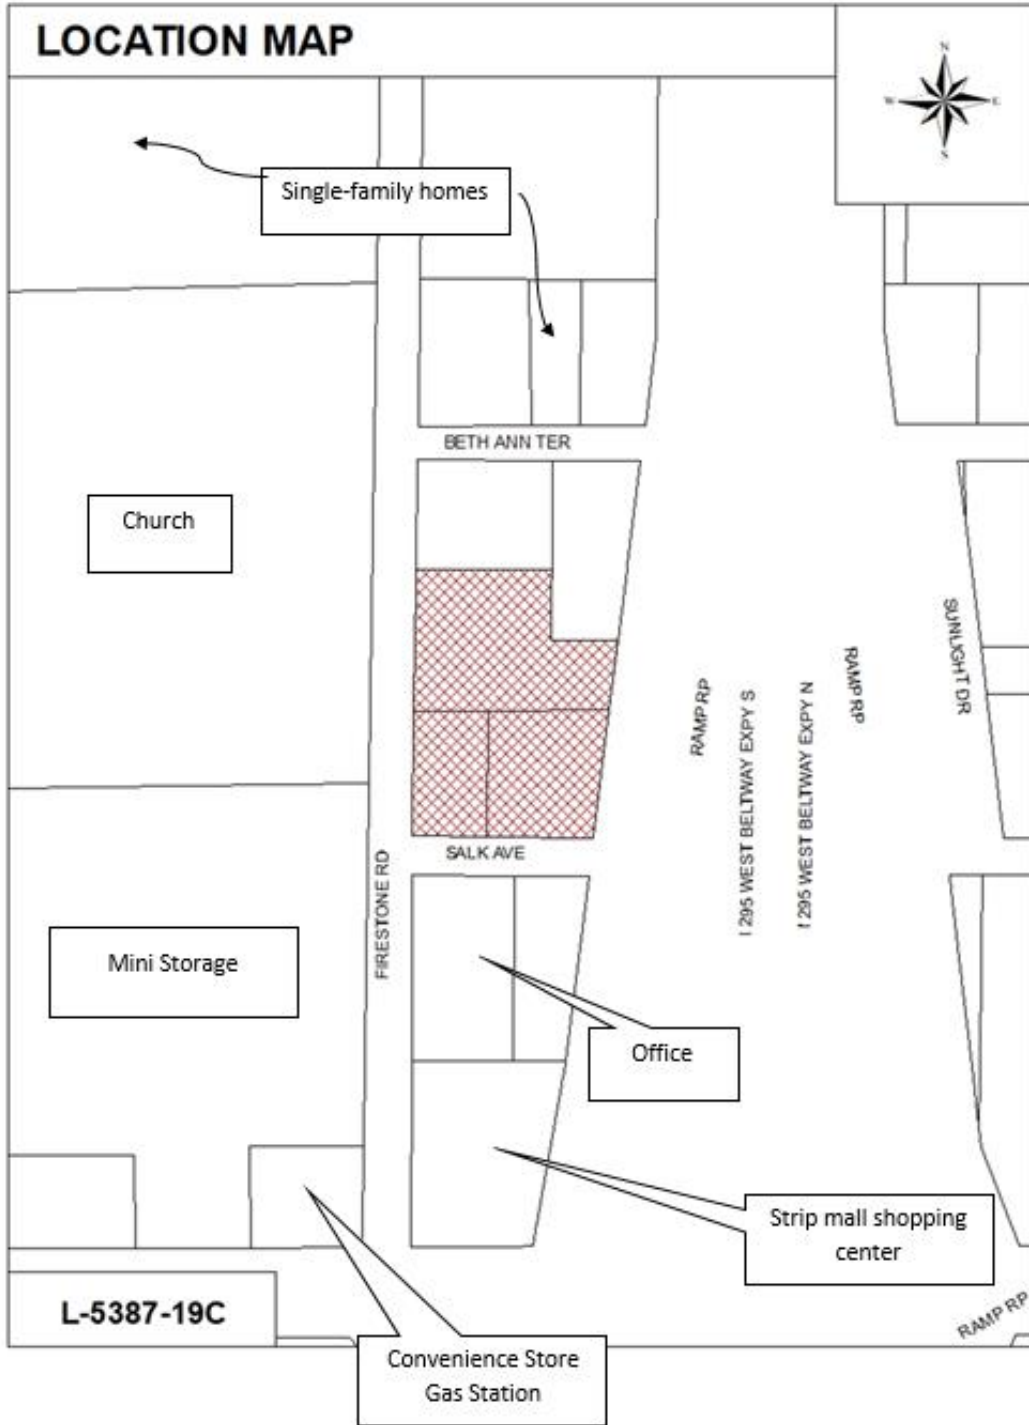 LOCATION MAP
N
W
E
S
Single-family homes
BETH ANN TER
Church
SUNLIGHT DR
RAMP RP
RAMP RP
I 295 WEST BELTWAY EXPY S
I 295 WEST BELTWAY EXPY N
SALK AVE
FIRESTONE RD
Mini Storage
Office
Strip mall shopping
center
L-5387-19C
RAMP RP
Convenience Store
Gas Station